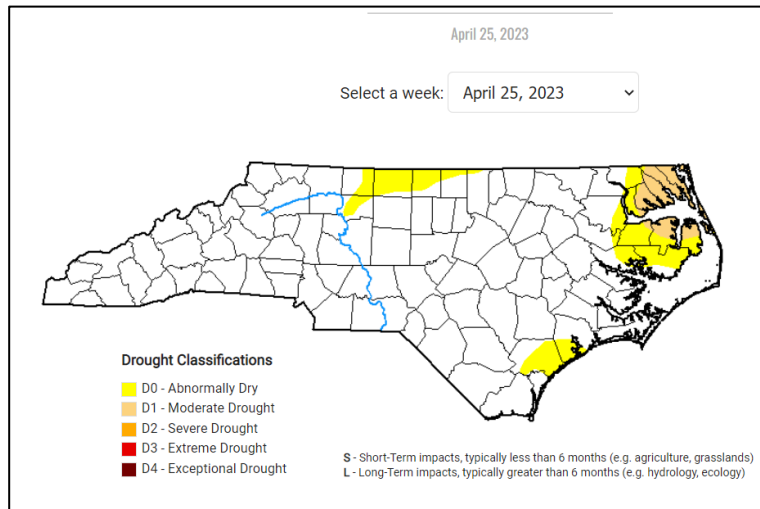 April 25, 2023
Select a week: April 25, 2023
Drought Classifications
D0 - Abnormally Dry
D1 - Moderate Drought
D2 - Severe Drought
D3 - Extreme Drought
D4 - Exceptional Drought
S - Short-Term impacts, typically less than 6 months (e.g. agriculture, grasslands)
L - Long-Term impacts, typically greater than 6 months (e.g. hydrology, ecology)